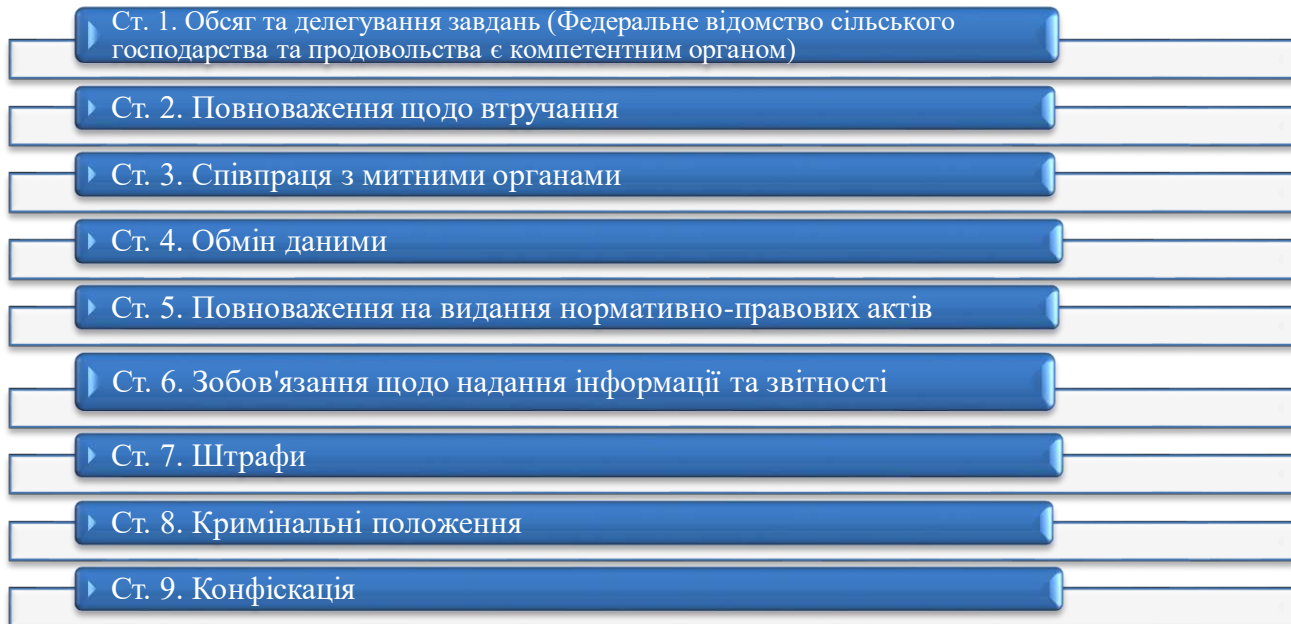 Ст. 1. Обсяг та делегування завдань (Федеральне відомство сільського
господарства та продовольства є компетентним органом)
Ст. 2. Повноваження щодо втручання
Ст. 3. Співпраця з митними органами
Ст. 4. Обмін даними
Ст. 5. Повноваження на видання нормативно-правових актів
Ст. 6. Зобов'язання щодо надання інформації та звітності
Ст. 7. Штрафи
Ст. 8. Кримінальні положення
Ст. 9. Конфіскація